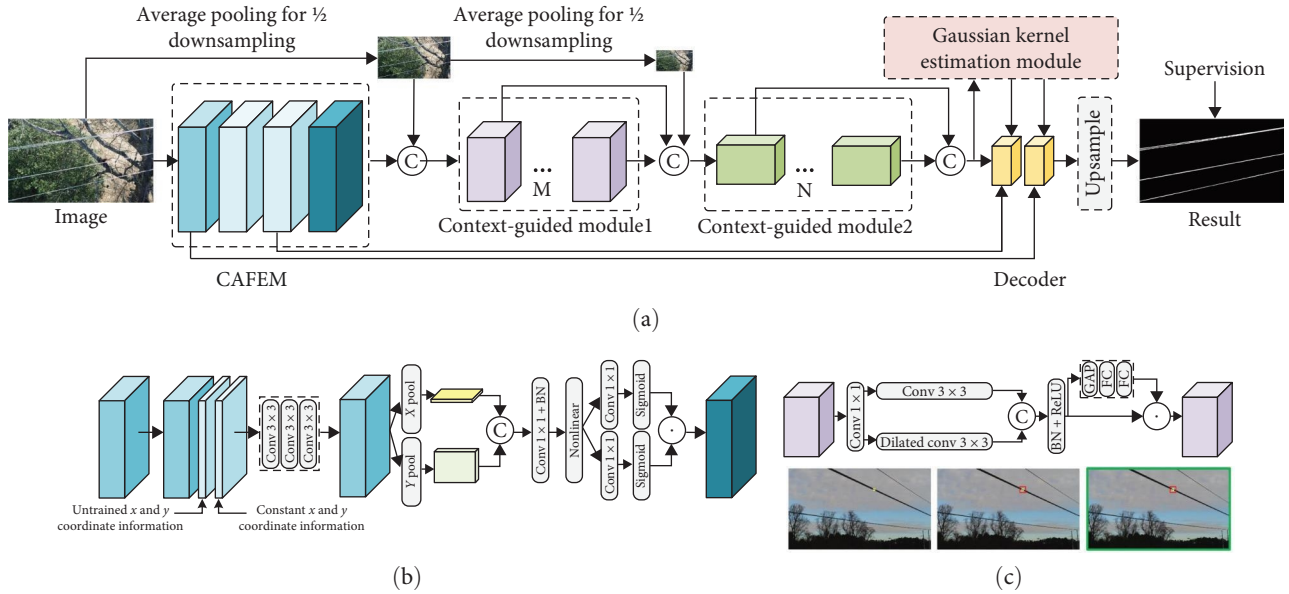 Average pooling for ½
downsampling
Average pooling for ½
downsampling
Gaussian kernel
estimation module
Supervision
C
C
C
...
M
...
N
Upsample
Image
Context-guided module1
Context-guided module2
Result
CAFEM
Decoder
(a)
Conv 3 × 3
Conv 3 × 3
Conv 3 × 3
X pool
Y pool
C
Conv 1 × 1 + BN
Nonlinear
Conv 1 × 1
Sigmoid
Conv 1 × 1
Sigmoid
Untrained x and y
coordinate information
Constant x and y
coordinate information
(b)
Conv 1 × 1
Conv 3 × 3
Dilated conv 3 × 3
C
BN + ReLU
GAP
FC
FC
(c)